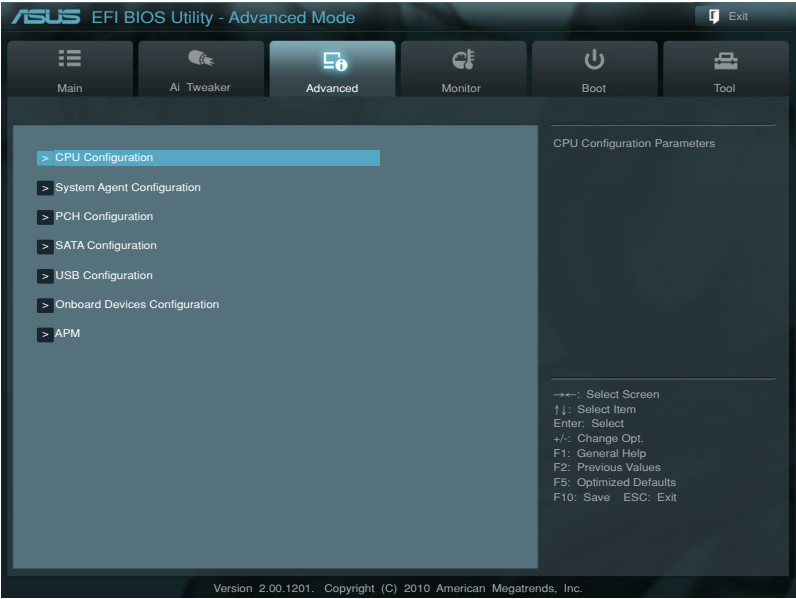 ASUS EFI BIOS Utility - Advanced Mode
Exit
Main
Ai Tweaker
Advanced
Monitor
Boot
Tool
> CPU Configuration
> System Agent Configuration
> PCH Configuration
> SATA Configuration
> USB Configuration
> Onboard Devices Configuration
> APM
CPU Configuration Parameters
→←: Select Screen
↑↓: Select Item
Enter: Select
+/-: Change Opt.
F1: General Help
F2: Previous Values
F5: Optimized Defaults
F10: Save ESC: Exit
Version 2.00.1201. Copyright (C) 2010 American Megatrends, Inc.